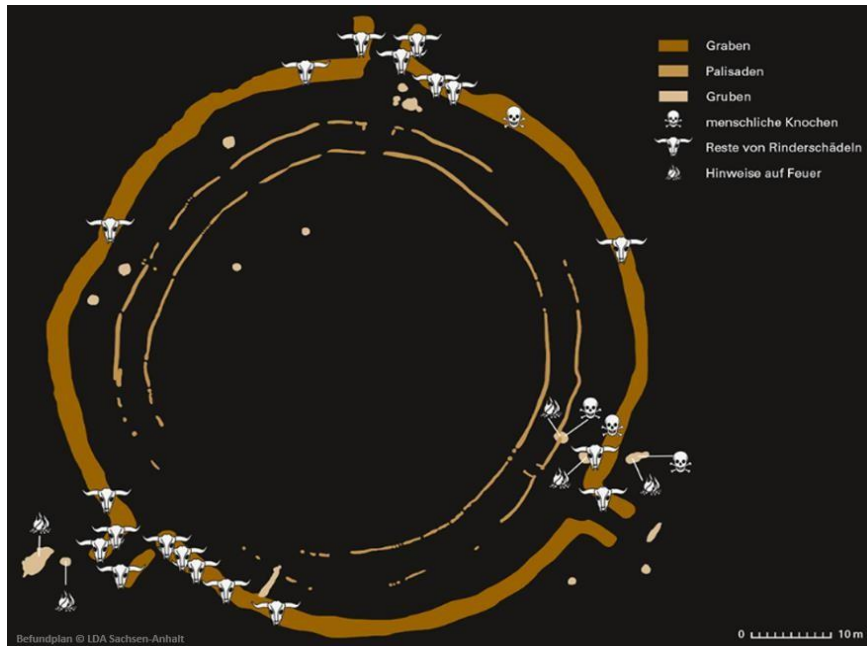 Graben
Palisaden
Gruben
menschliche Knochen
Reste von Rinderschädeln
Hinweise auf Feuer
Befundplan © LDA Sachsen-Anhalt
0 10 m